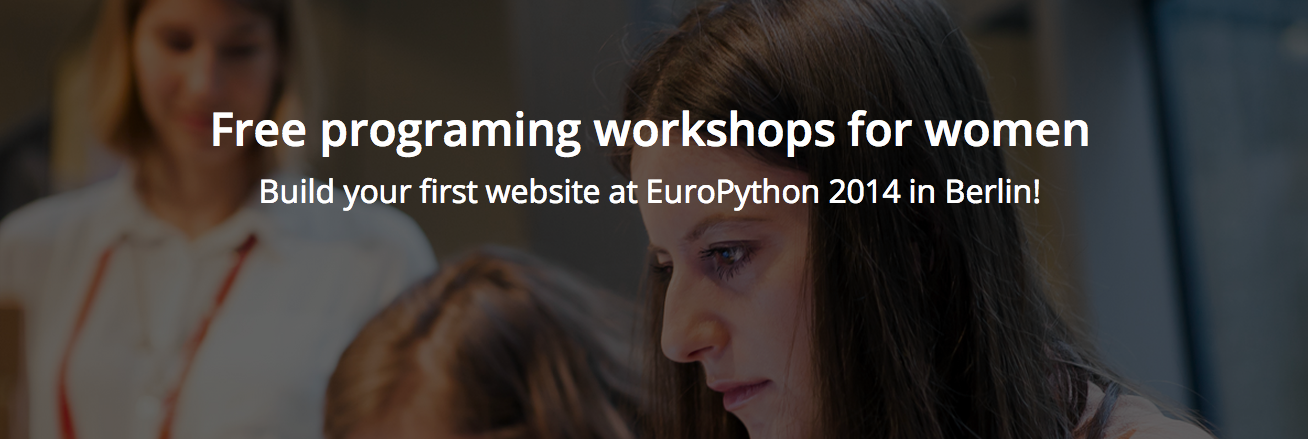 Free programing workshops for women
Build your first website at EuroPython 2014 in Berlin!